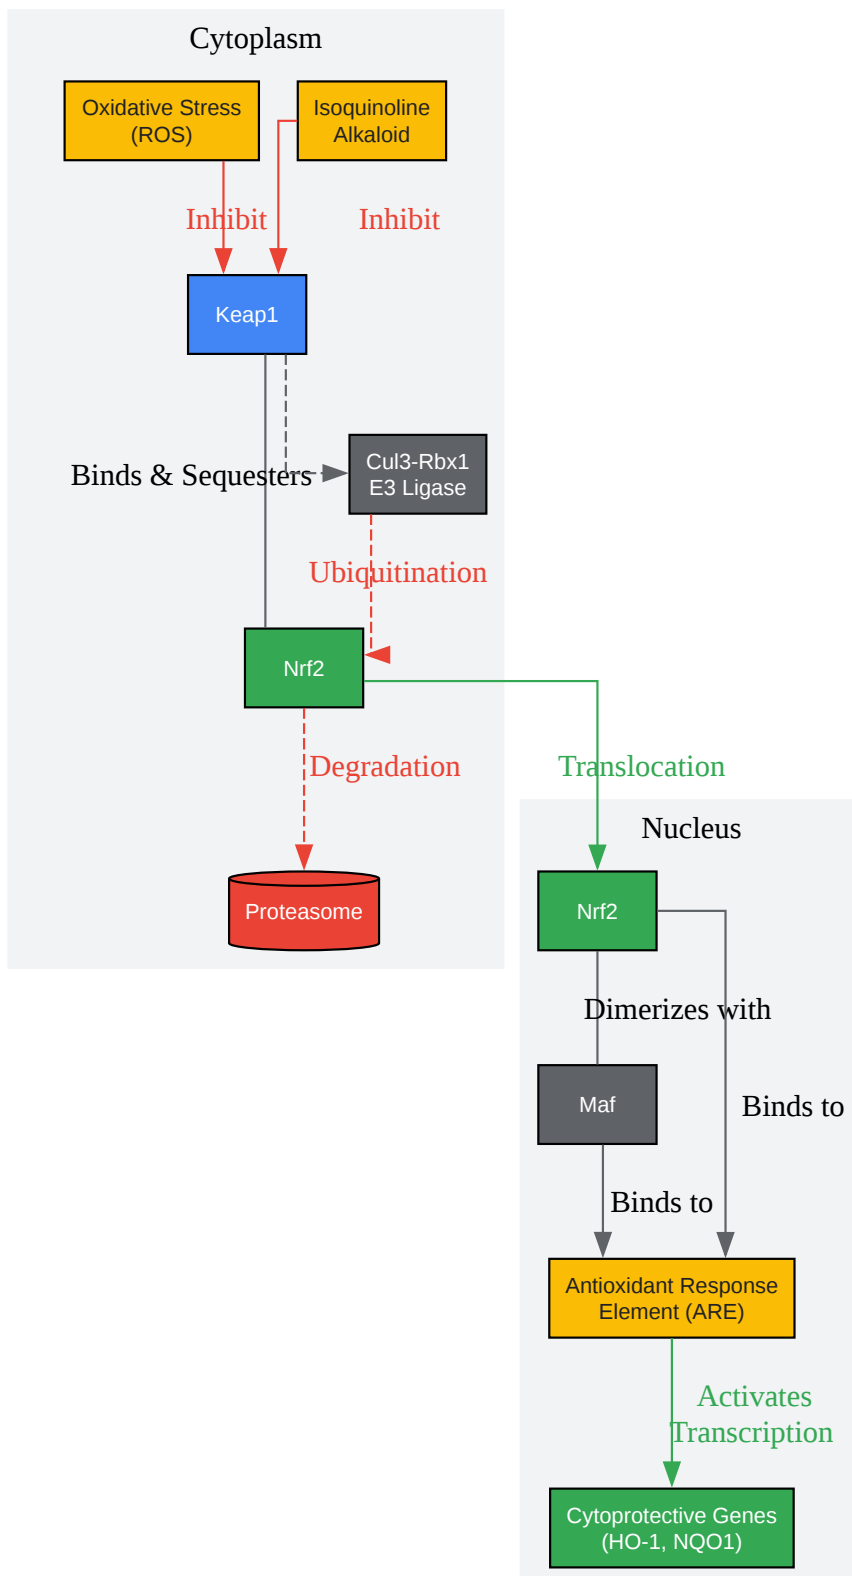 Cytoplasm
Oxidative Stress
(ROS)
Isoquinoline
Alkaloid
Inhibit
Inhibit
Keap1
Binds & Sequesters
Cul3-Rbx1
E3 Ligase
Ubiquitination
Nrf2
Degradation
Translocation
Proteasome
Nucleus
Nrf2
Dimerizes with
Maf
Binds to
Binds to
Antioxidant Response
Element (ARE)
Activates
Transcription
Cytoprotective Genes
(HO-1, NQO1)